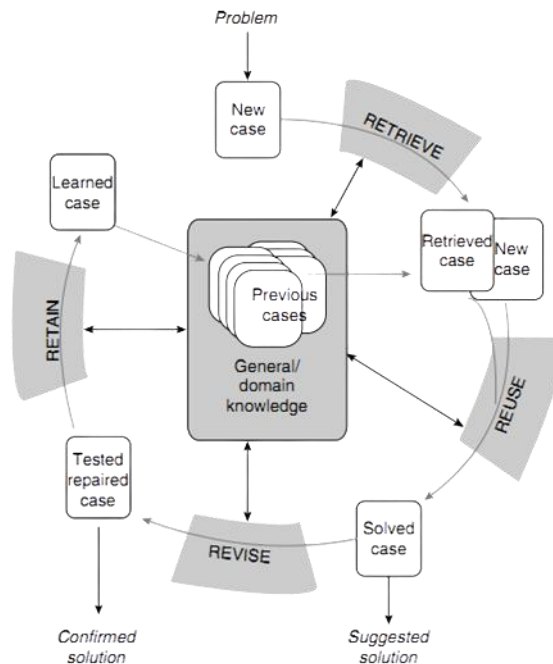 Problem
New
case
RETRIEVE
Learned
case
Retrieved
case
New
case
Previous
cases
General/
domain
knowledge
RETAIN
REUSE
Tested
repaired
case
REVISE
Solved
case
Confirmed
solution
Suggested
solution